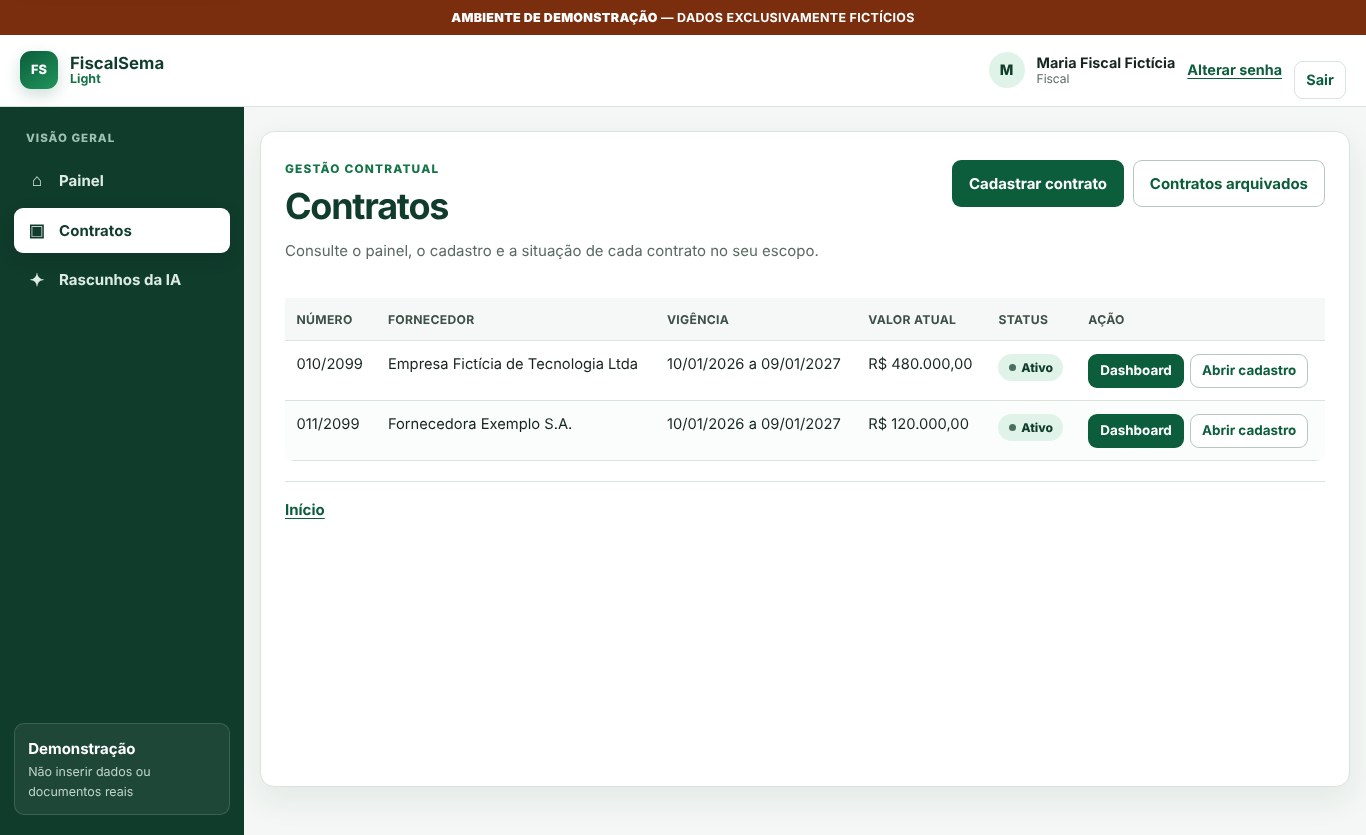 AMBIENTE DE DEMONSTRAÇÃO — DADOS EXCLUSIVAMENTE FICTÍCIOS
FS
FiscalSema
Light
M
Maria Fiscal Fictícia
Fiscal
Alterar senha
Sair
VISÃO GERAL
Painel
Contratos
Rascunhos da IA
Demonstração
Não inserir dados ou
documentos reais
GESTÃO CONTRATUAL
Contratos
Consulte o painel, o cadastro e a situação de cada contrato no seu escopo.
Cadastrar contrato
Contratos arquivados
NÚMERO FORNECEDOR VIGÊNCIA VALOR ATUAL STATUS AÇÃO
010/2099 Empresa Fictícia de Tecnologia Ltda 10/01/2026 a 09/01/2027 R$ 480.000,00 Ativo Dashboard Abrir cadastro
011/2099 Fornecedora Exemplo S.A. 10/01/2026 a 09/01/2027 R$ 120.000,00 Ativo Dashboard Abrir cadastro
Início